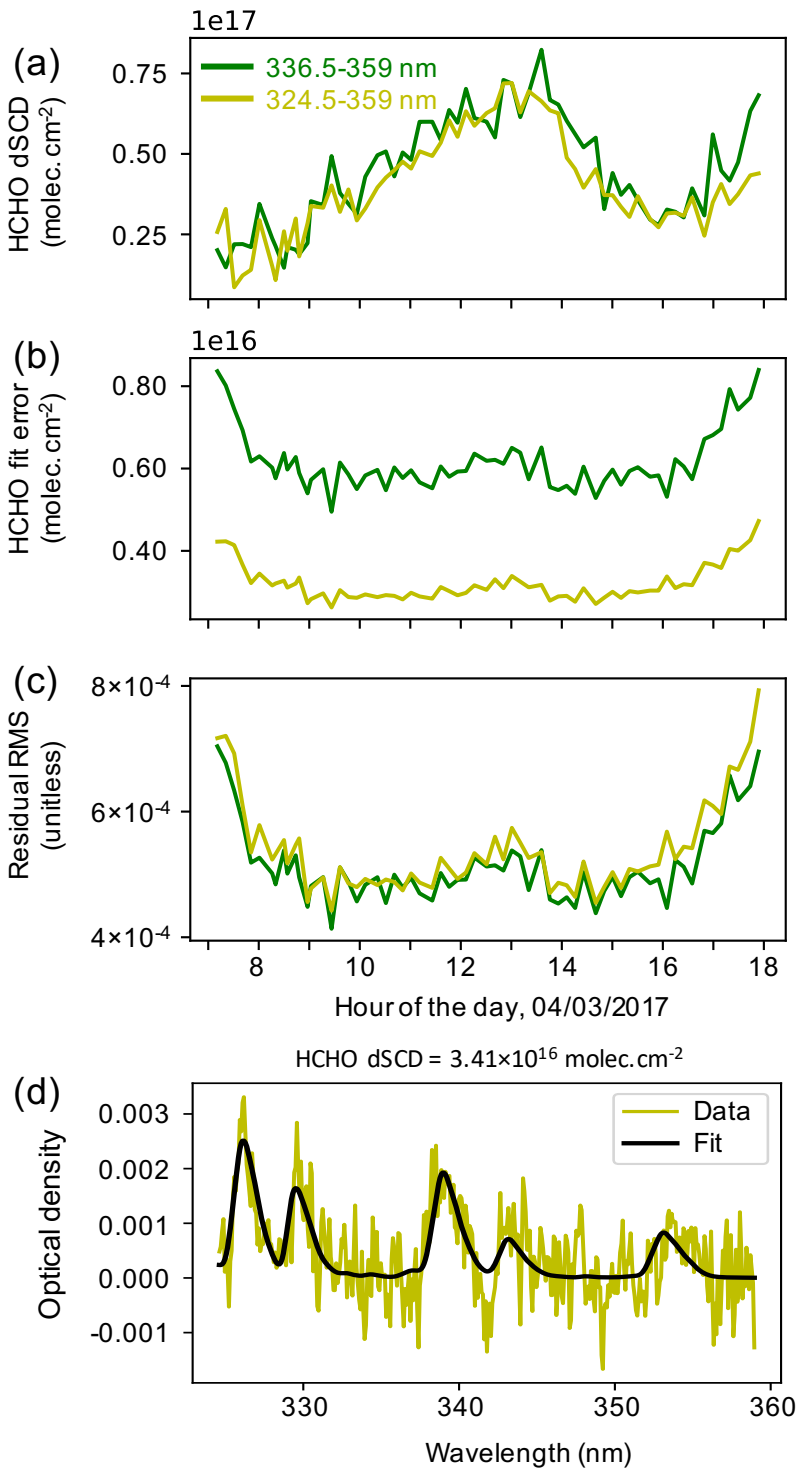 1e17
(a)
HCHO dSCD
(molec. cm⁻²)
336.5-359 nm
324.5-359 nm
0.75
0.50
0.25
1e16
(b)
HCHO fit error
(molec. cm⁻²)
0.80
0.60
0.40
(c)
Residual RMS
(unitless)
8×10⁻⁴
6×10⁻⁴
4×10⁻⁴
8 10 12 14 16 18
Hour of the day, 04/03/2017
HCHO dSCD = 3.41×10¹⁶ molec.cm⁻²
(d)
Optical density
Data
Fit
0.003
0.002
0.001
0.000
-0.001
330 340 350 360
Wavelength (nm)